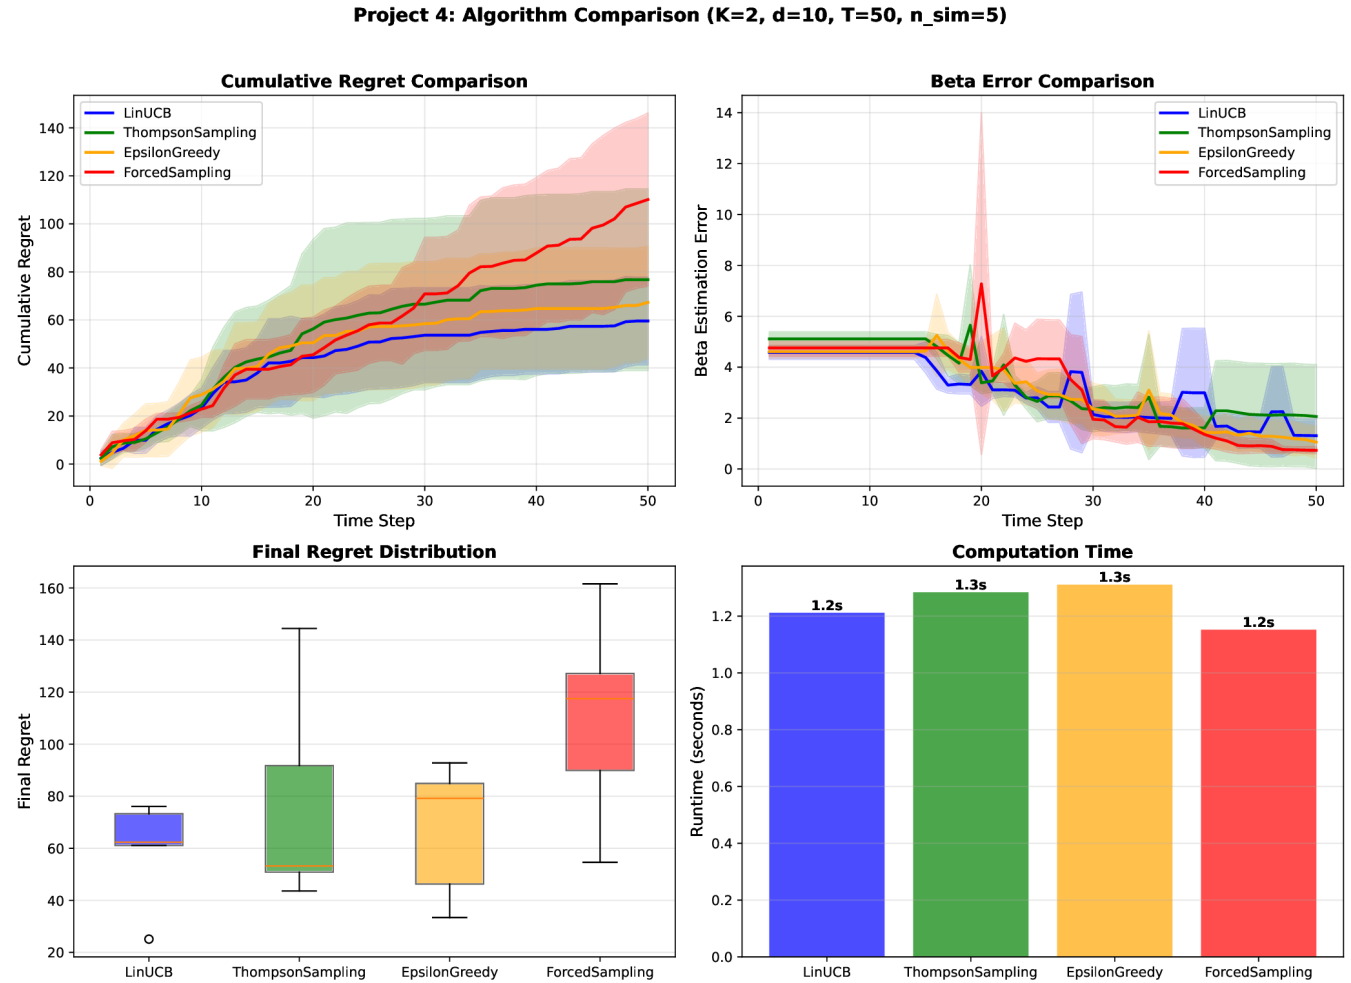 Project 4: Algorithm Comparison (K=2, d=10, T=50, n_sim=5)
Cumulative Regret Comparison
LinUCB
ThompsonSampling
EpsilonGreedy
ForcedSampling
Cumulative Regret
140
120
100
80
60
40
20
0
0 10 20 30 40 50
Time Step
Beta Error Comparison
LinUCB
ThompsonSampling
EpsilonGreedy
ForcedSampling
Beta Estimation Error
14
12
10
8
6
4
2
0
0 10 20 30 40 50
Time Step
Final Regret Distribution
Final Regret
160
140
120
100
80
60
40
20
LinUCB ThompsonSampling EpsilonGreedy ForcedSampling
Computation Time
Runtime (seconds)
1.2
1.0
0.8
0.6
0.4
0.2
0.0
1.2s 1.3s 1.3s 1.2s
LinUCB ThompsonSampling EpsilonGreedy ForcedSampling